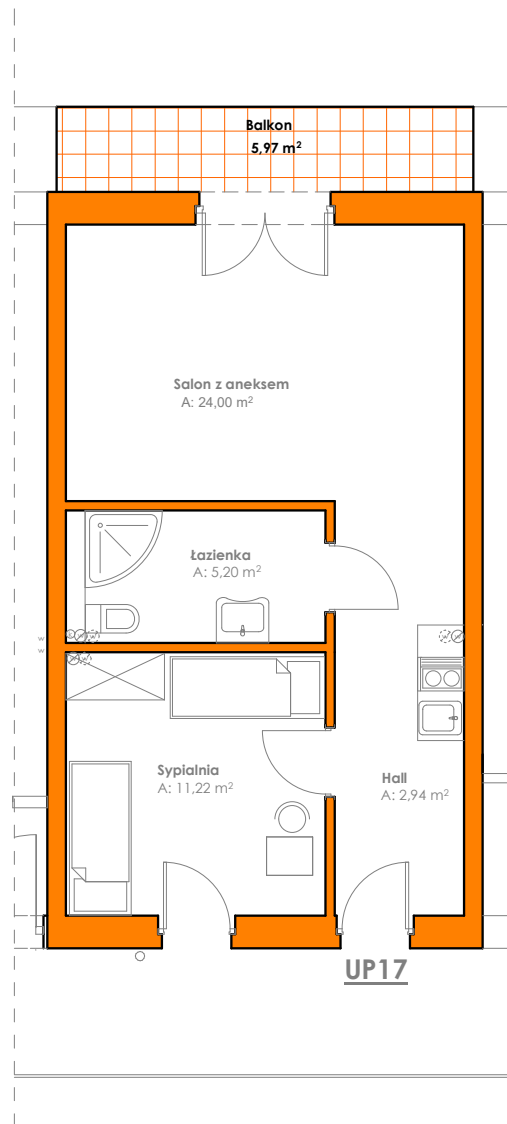 Balkon
5,97 m²
Salon z aneksem
A: 24,00 m²
Łazienka
A: 5,20 m²
w w w
w
w
w w
w w
Sypialnia
A: 11,22 m²
Hall
A: 2,94 m²
UP17